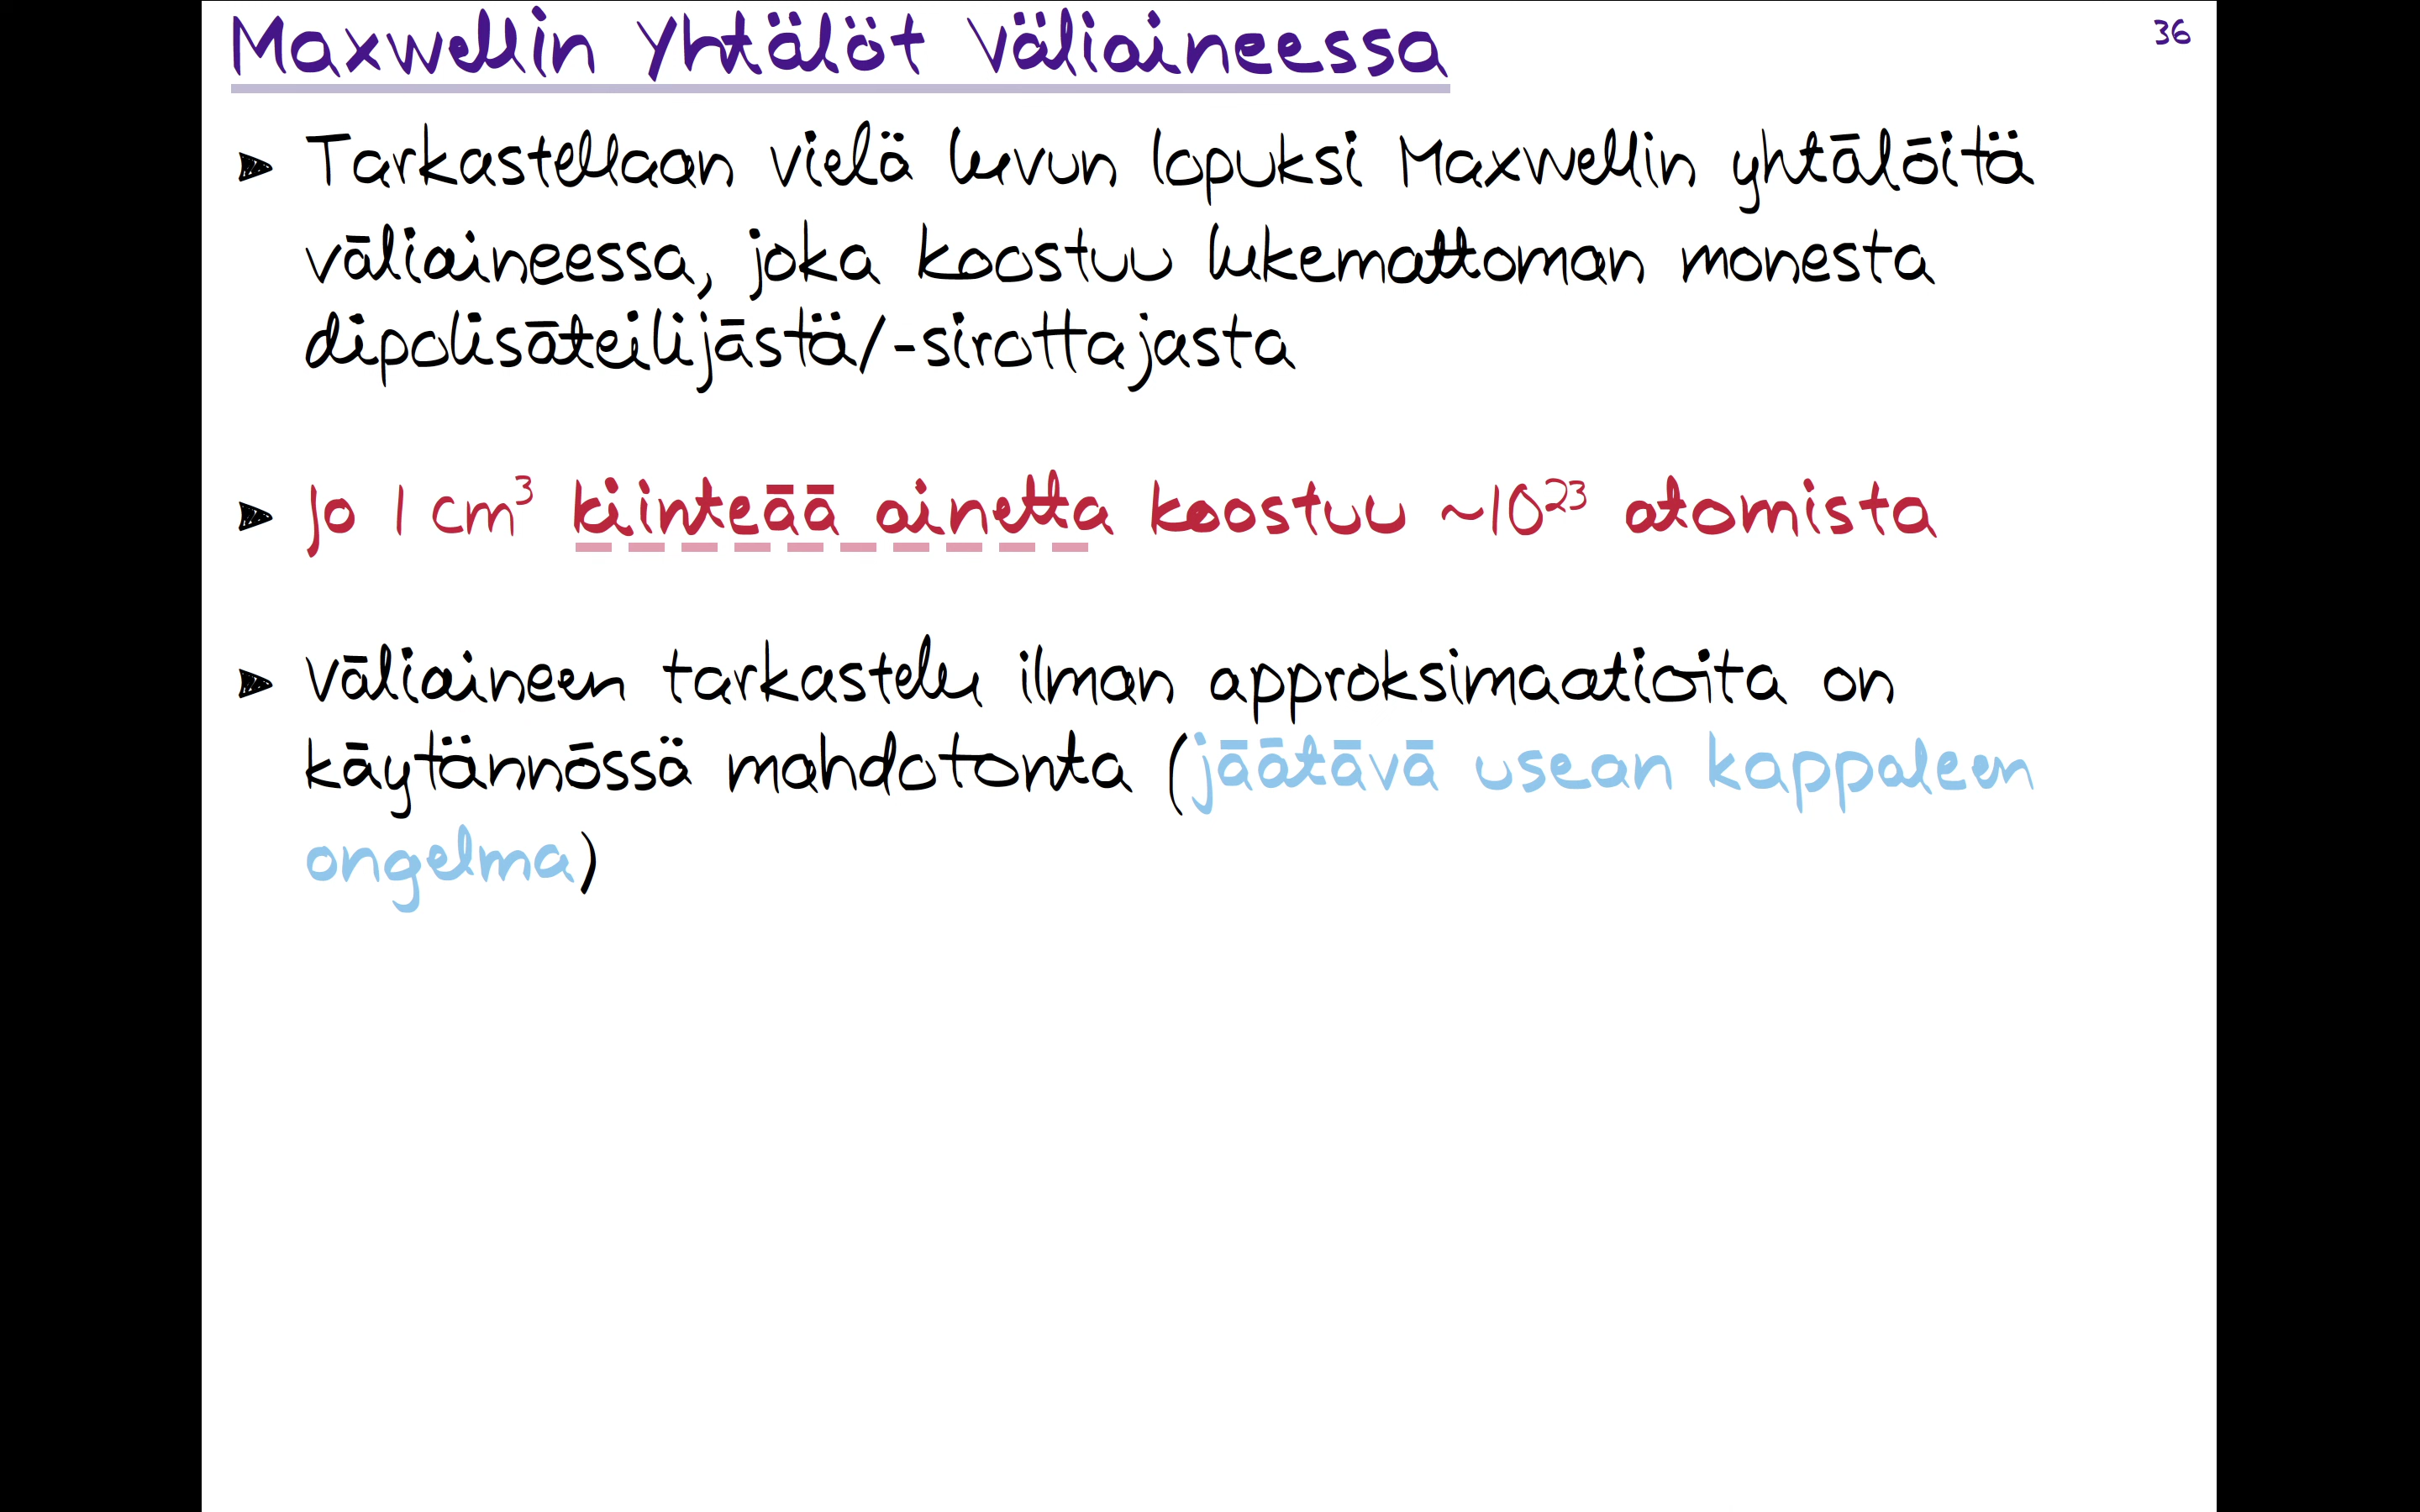 Maxwellin Yhtälöt Väliaineessa
36
Tarkastellaan vielä luvun lopuksi Maxwellin yhtälöitä
väliaineessa, joka koostuu lukemattoman monesta
dipolisäteilijästä/-sirottajasta
Jo 1 cm³ kiinteää ainetta koostuu ~10²³ atomista
Väliaineen tarkastelu ilman approksimaatioita on
käytännössä mahdotonta (jäätävä usean kappaleen
ongelma)